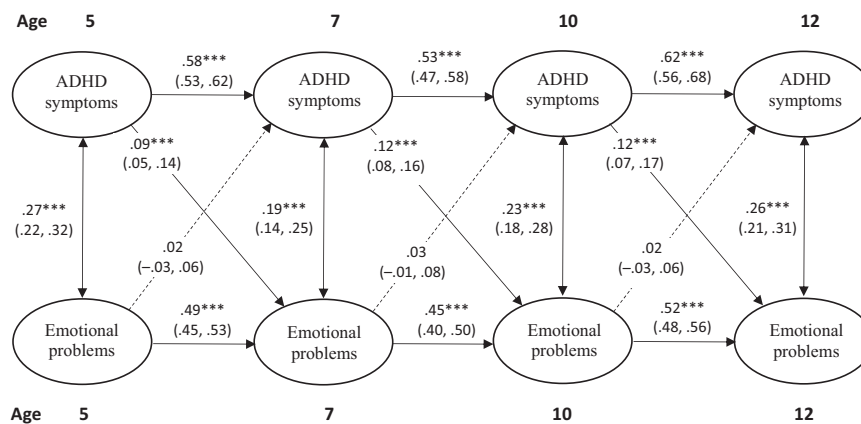 Age 5 7 10 12
.58***
(.53, .62)
.53***
(.47, .58)
.62***
(.56, .68)
ADHD
symptoms
ADHD
symptoms
ADHD
symptoms
ADHD
symptoms
.09***
(.05, .14)
.12***
(.08, .16)
.12***
(.07, .17)
.27***
(.22, .32)
.19***
(.14, .25)
.23***
(.18, .28)
.26***
(.21, .31)
.02
(−.03, .06)
.03
(−.01, .08)
.02
(−.03, .06)
.49***
(.45, .53)
.45***
(.40, .50)
.52***
(.48, .56)
Emotional
problems
Emotional
problems
Emotional
problems
Emotional
problems
Age 5 7 10 12